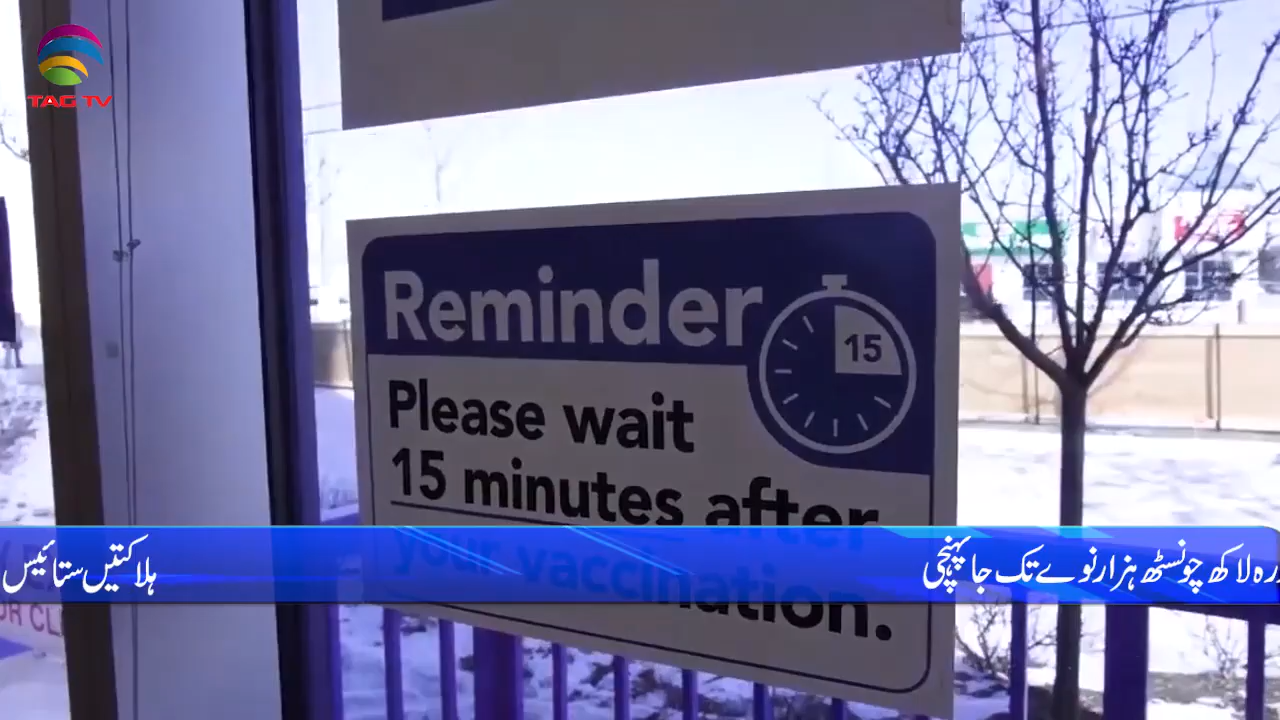 TAG TV
Reminder
15
Please wait
15 minutes after
your vaccination.
لاکھ چونسٹھ ہزار نوے تک جا پہنچی
ہلاکتیں ستائیس